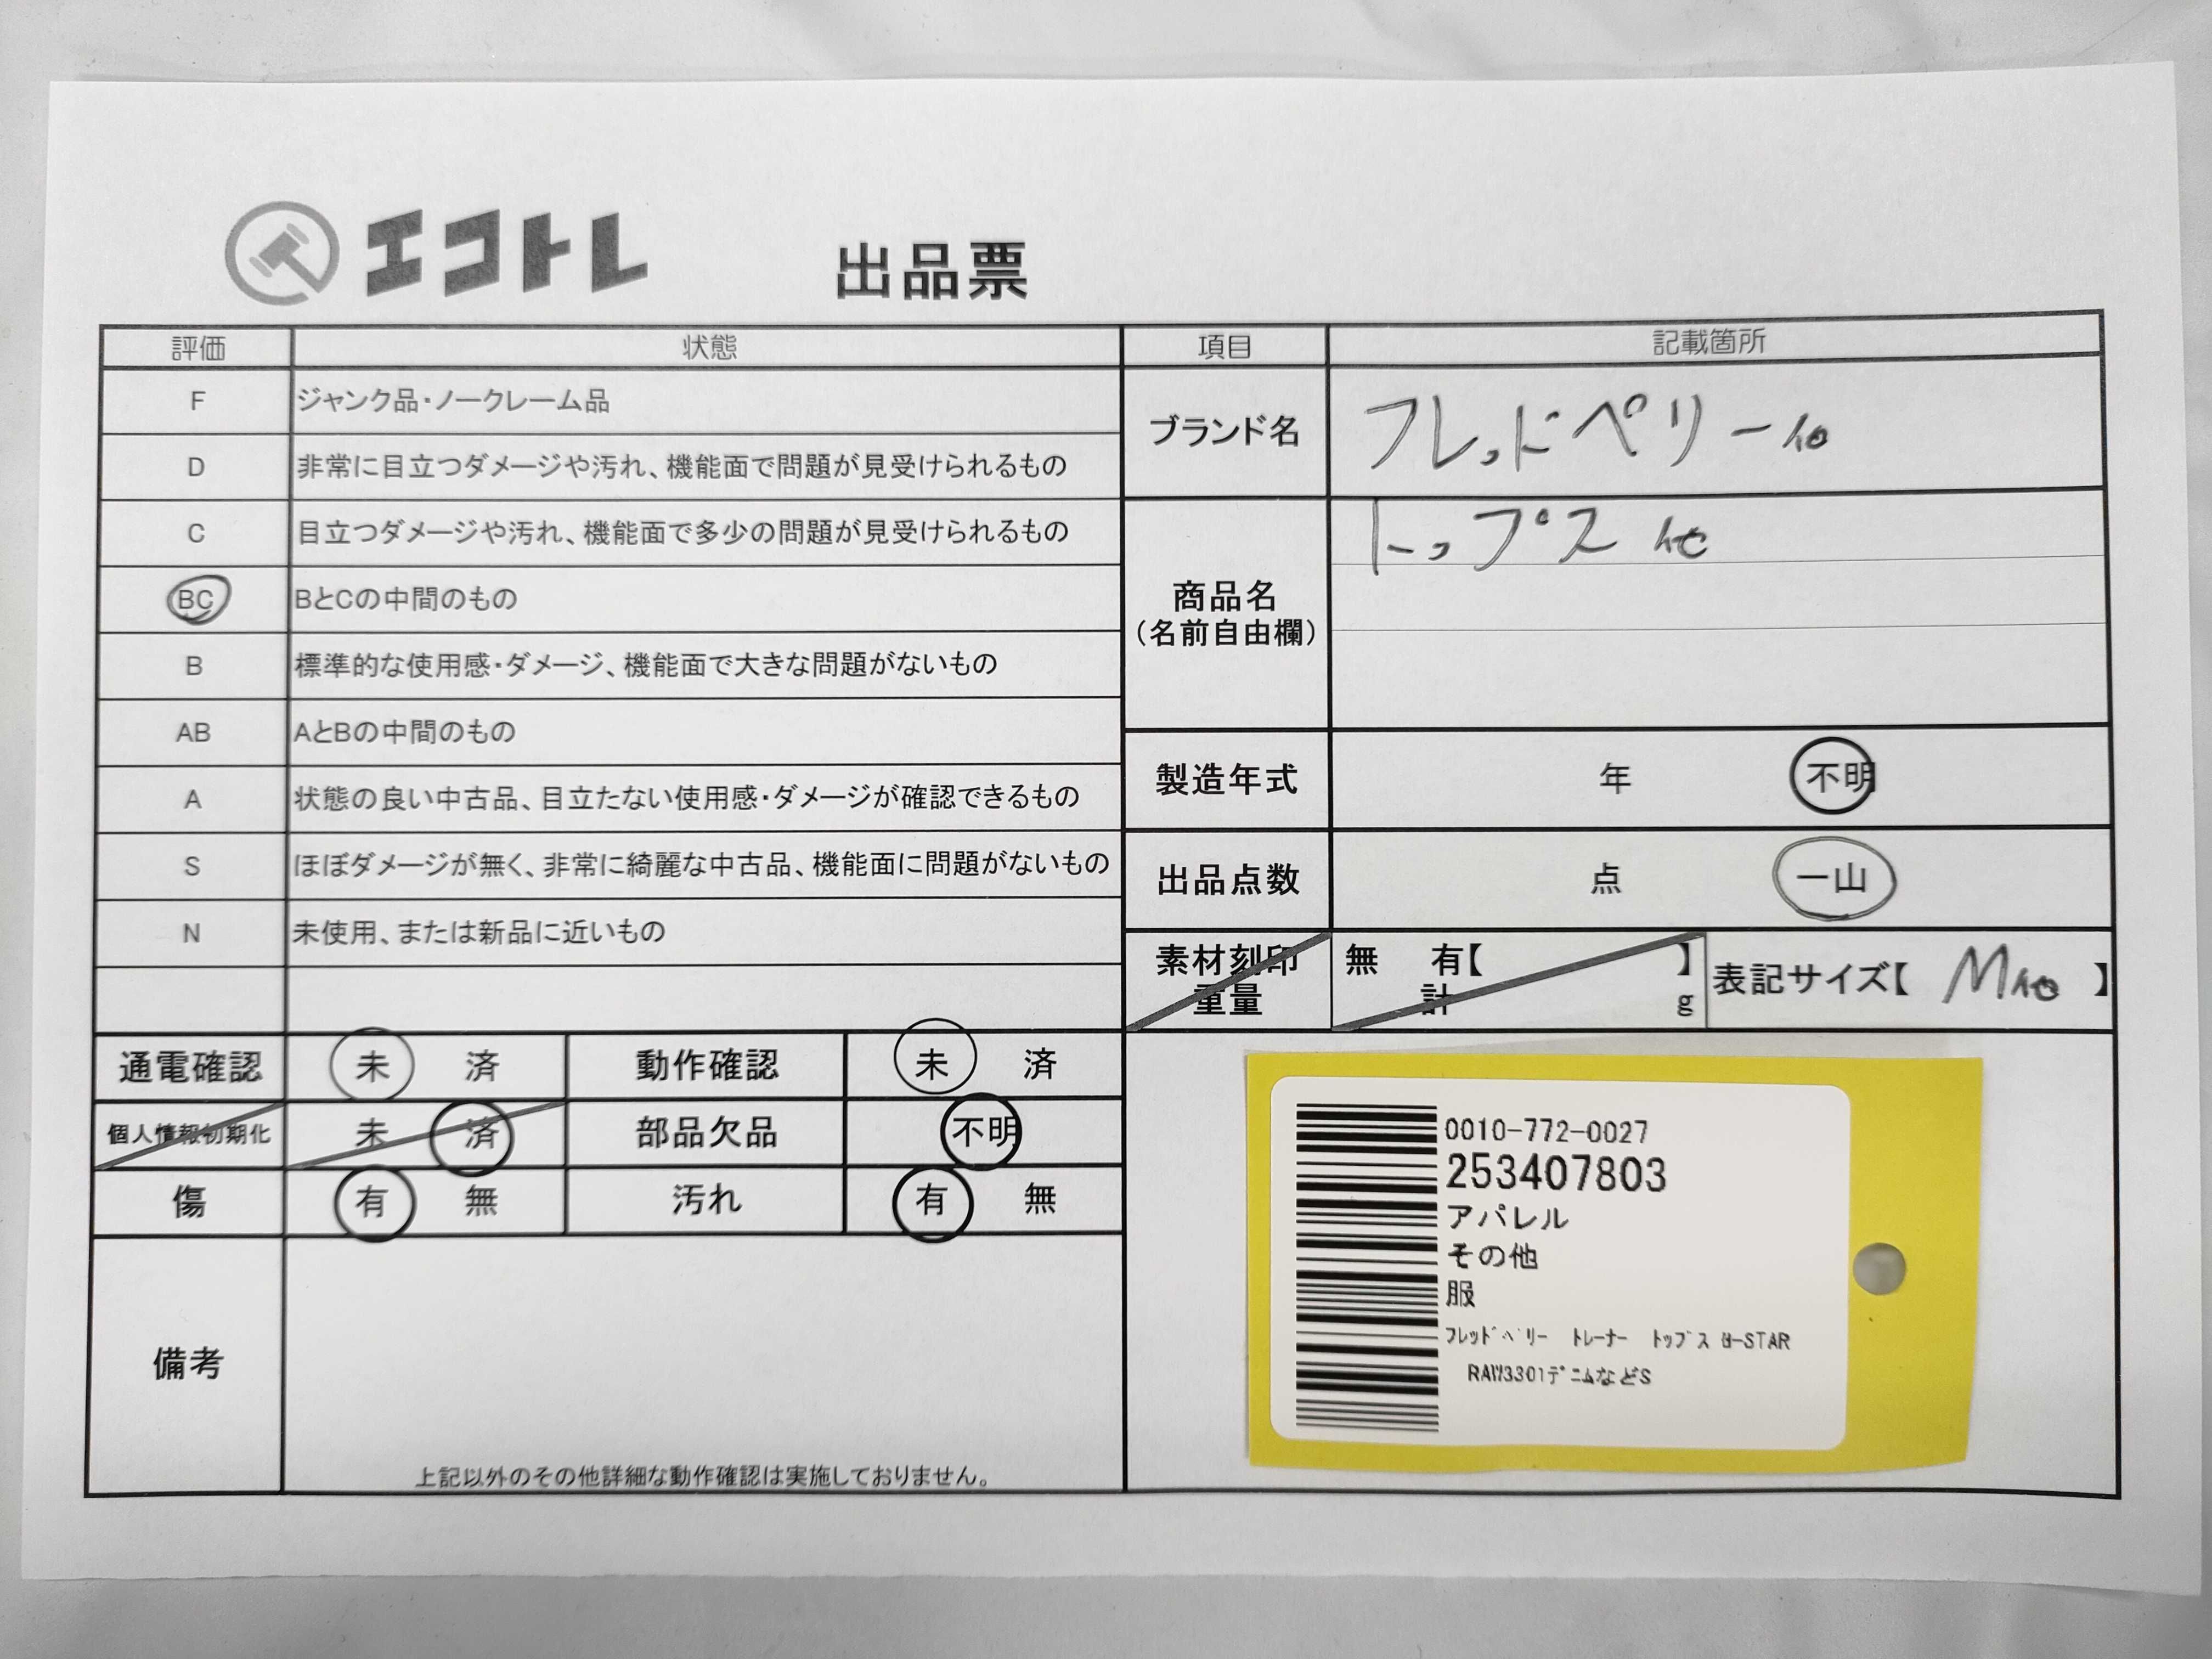 エコトレ
出品票
評価 状態
F ジャンク品・ノークレーム品
D 非常に目立つダメージや汚れ、機能面で問題が見受けられるもの
C 目立つダメージや汚れ、機能面で多少の問題が見受けられるもの
BC BとCの中間のもの
B 標準的な使用感・ダメージ、機能面で大きな問題がないもの
AB AとBの中間のもの
A 状態の良い中古品、目立たない使用感・ダメージが確認できるもの
S ほぼダメージが無く、非常に綺麗な中古品、機能面に問題がないもの
N 未使用、または新品に近いもの
通電確認 未 済 動作確認 未 済
個人情報初期化 未 済 部品欠品 不明
傷 有 無 汚れ 有 無
備考
上記以外のその他詳細な動作確認は実施しておりません。
項目 記載箇所
ブランド名 フレッドペリー他
商品名 トップス 他
(名前自由欄)
製造年式 年 不明
出品点数 点 一山
素材刻印 無 有【 】
重量 計 g
表記サイズ【 M他 】
0010-772-0027
253407803
アパレル
その他
服
ﾌﾚｯﾄﾞﾍﾟﾘｰ ﾄﾚｰﾅｰ ﾄｯﾌﾟｽ G-STAR
RAW3301ﾃﾞﾆﾑなどS